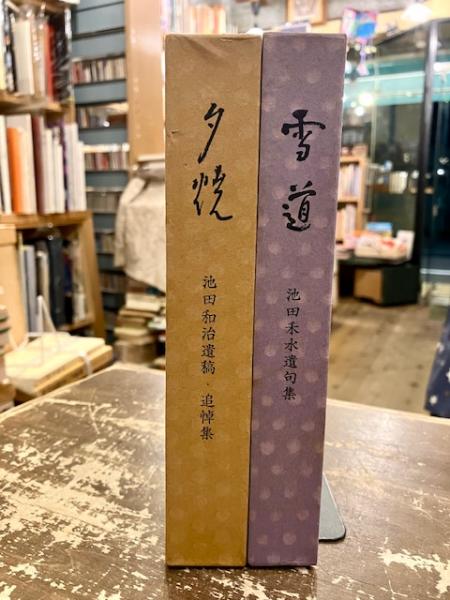 雪道
池田禾水遺句集
夕焼
池田和治遺稿・追悼集